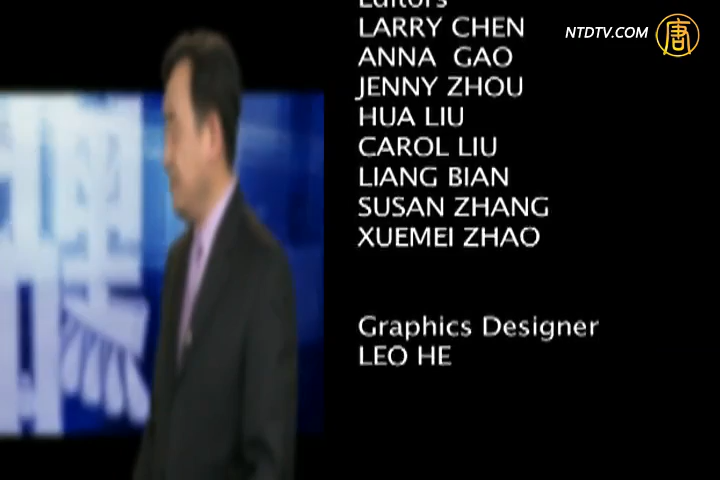 Editors
LARRY CHEN
ANNA GAO
JENNY ZHOU
HUA LIU
CAROL LIU
LIANG BIAN
SUSAN ZHANG
XUEMEI ZHAO
Graphics Designer
LEO HE
NTDTV.COM
唐